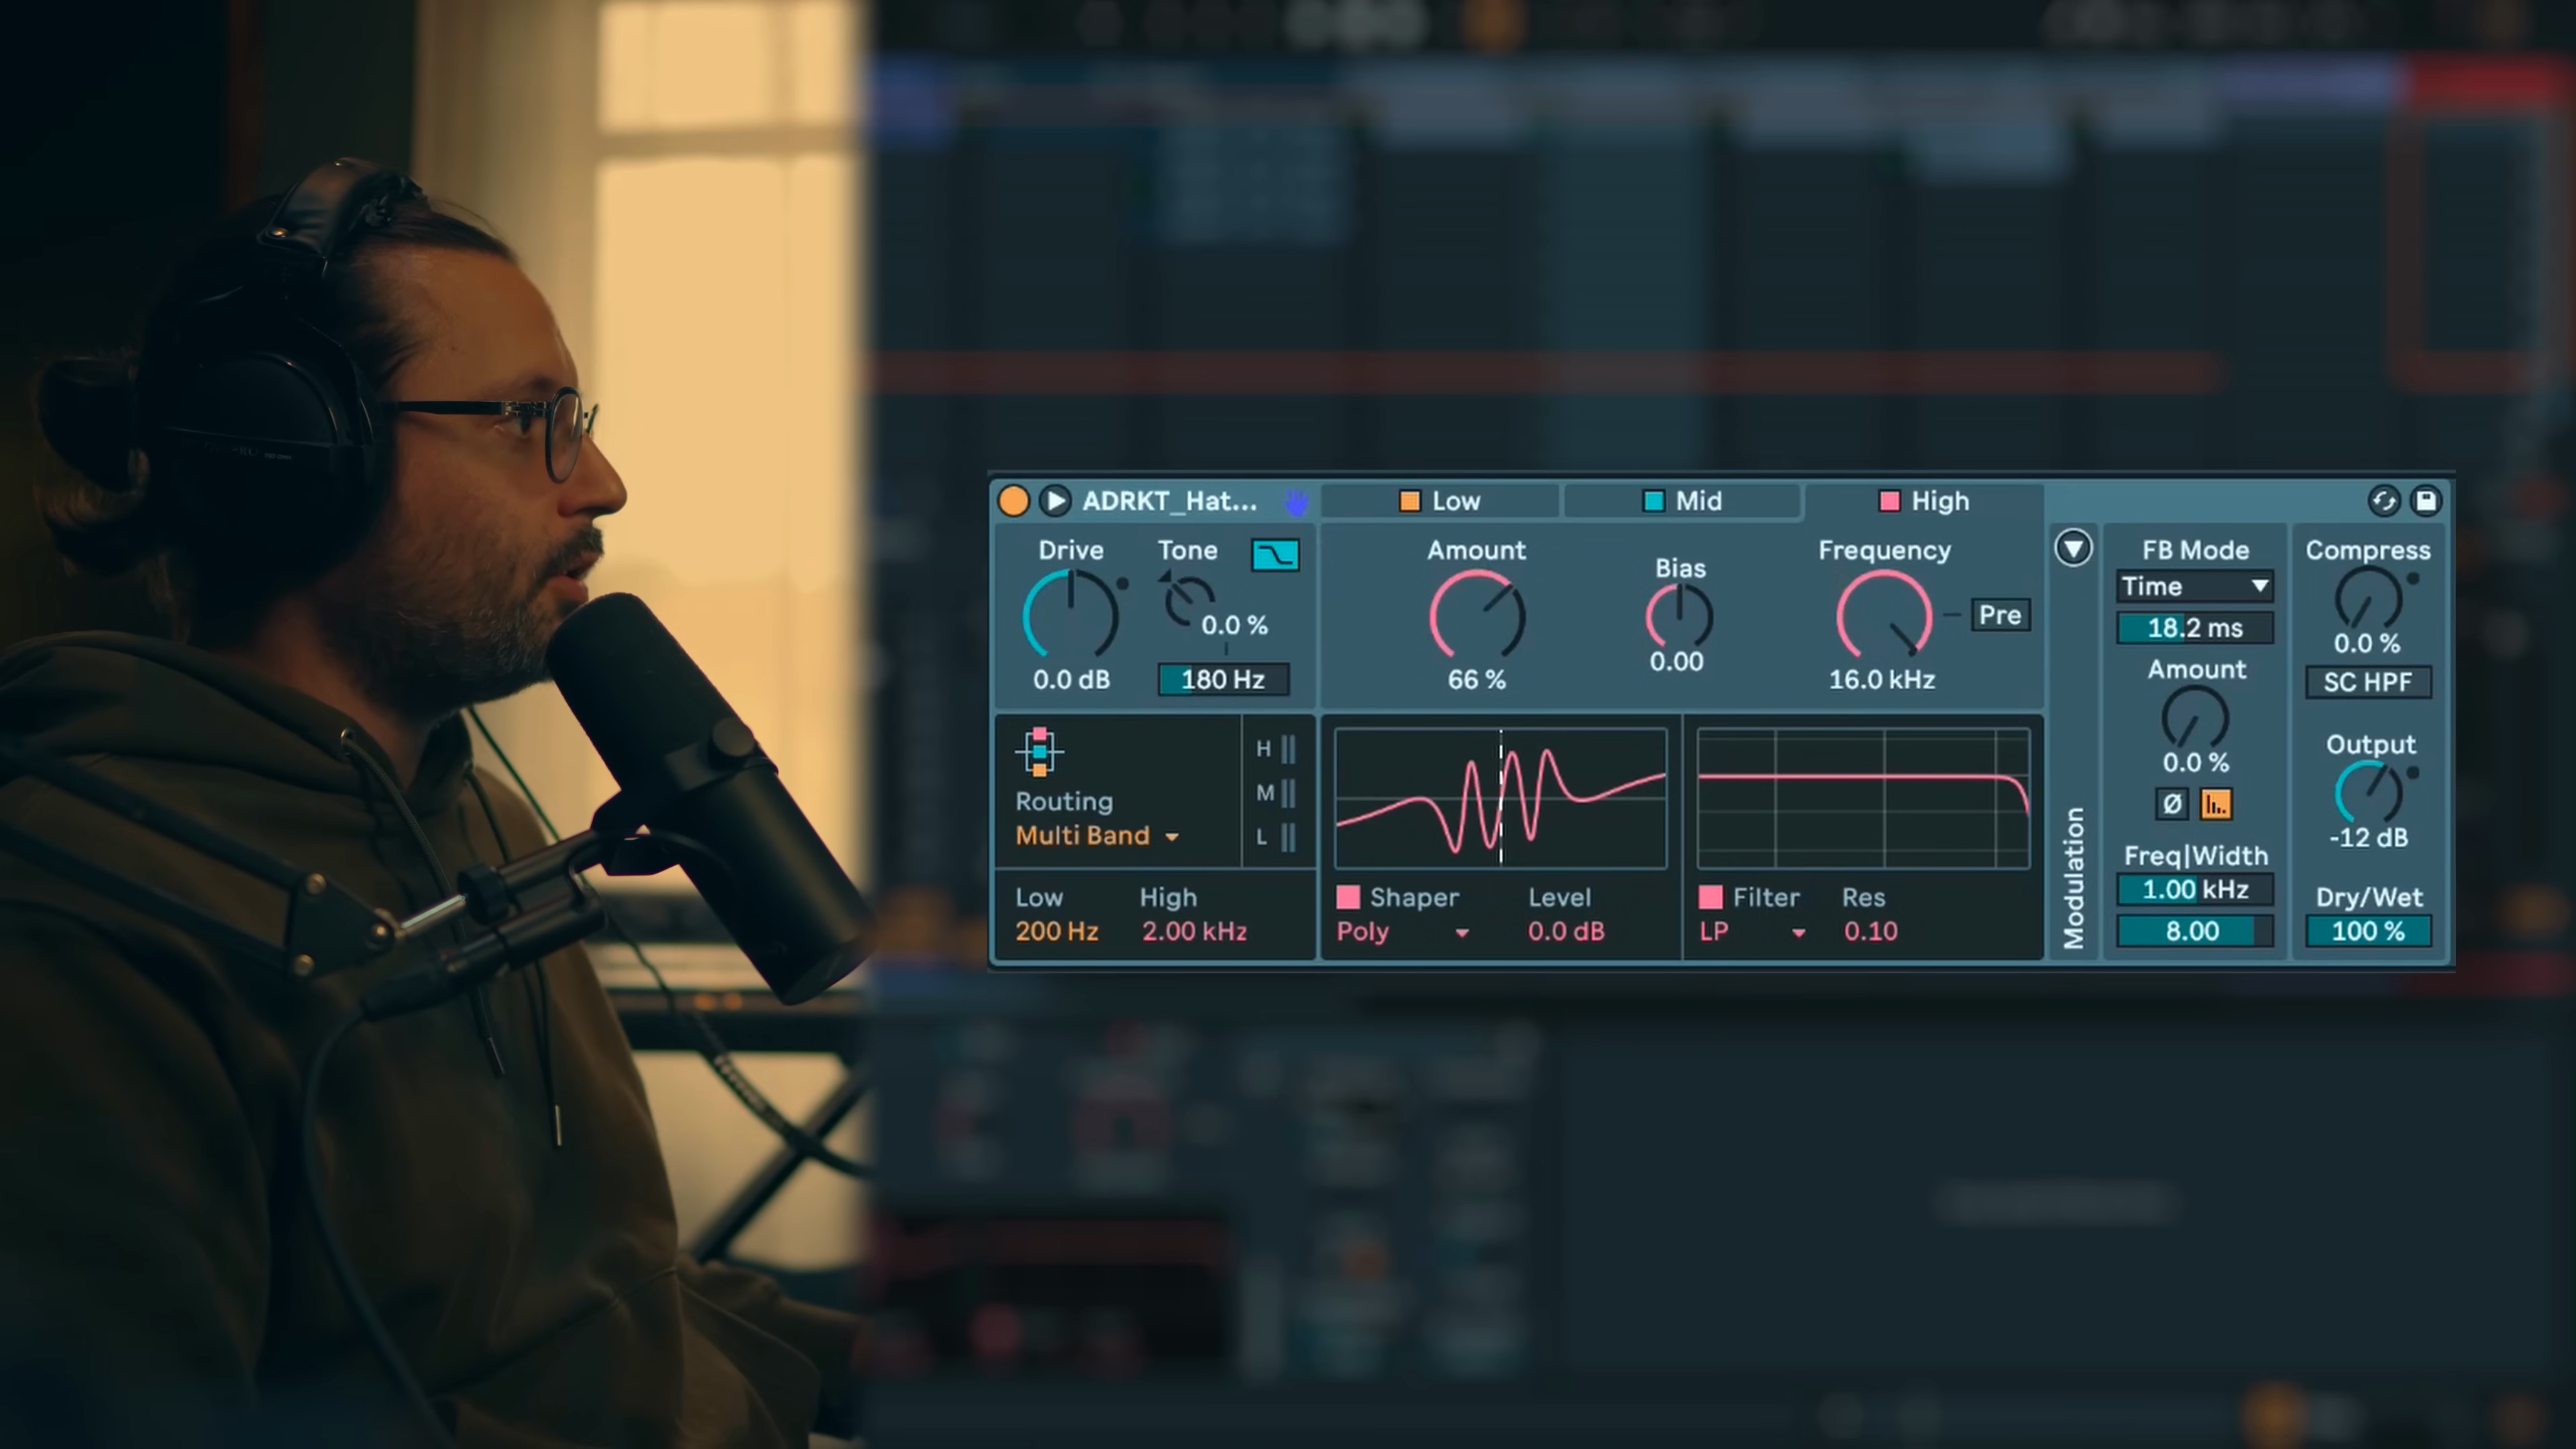 ADRKT_Hat...
Low
Mid
High
Drive
0.0 dB
Tone
0.0 %
180 Hz
Amount
66 %
Bias
0.00
Frequency
16.0 kHz
Pre
Routing
Multi Band
H
M
L
Low
200 Hz
High
2.00 kHz
Shaper
Poly
Level
0.0 dB
Filter
LP
Res
0.10
Modulation
FB Mode
Time
18.2 ms
Amount
0.0 %
Ø
Freq|Width
1.00 kHz
8.00
Compress
0.0 %
SC HPF
Output
-12 dB
Dry/Wet
100 %